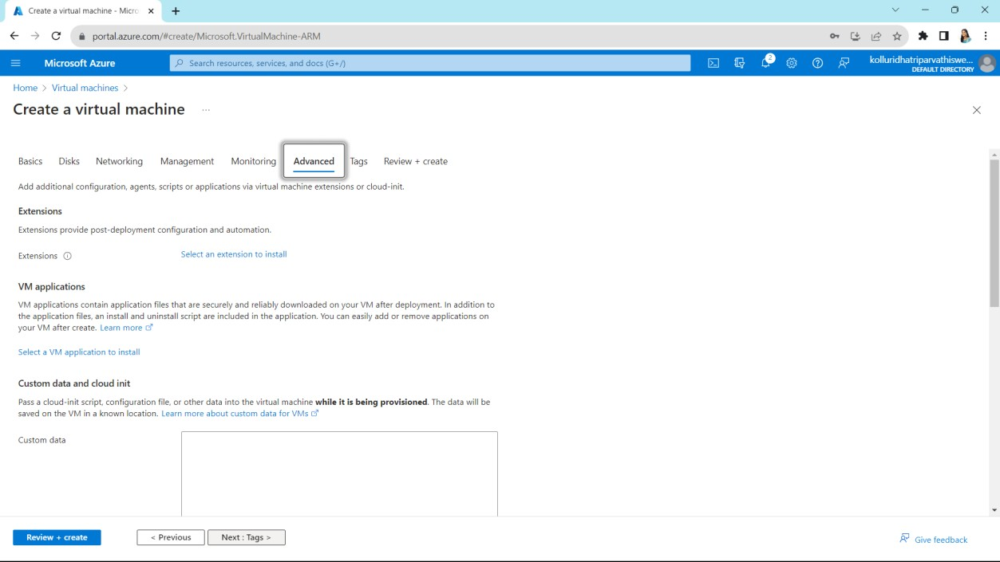 Create a virtual machine - Micro
portal.azure.com/#create/Microsoft.VirtualMachine-ARM
Microsoft Azure
Search resources, services, and docs (G+/)
2
kolluridhatriparvathiswe...
DEFAULT DIRECTORY
Home > Virtual machines >
Create a virtual machine ...
Basics Disks Networking Management Monitoring Advanced Tags Review + create
Add additional configuration, agents, scripts or applications via virtual machine extensions or cloud-init.
Extensions
Extensions provide post-deployment configuration and automation.
Extensions Select an extension to install
VM applications
VM applications contain application files that are securely and reliably downloaded on your VM after deployment. In addition to
the application files, an install and uninstall script are included in the application. You can easily add or remove applications on
your VM after create. Learn more
Select a VM application to install
Custom data and cloud init
Pass a cloud-init script, configuration file, or other data into the virtual machine while it is being provisioned. The data will be
saved on the VM in a known location. Learn more about custom data for VMs
Custom data
Review + create < Previous Next : Tags > Give feedback